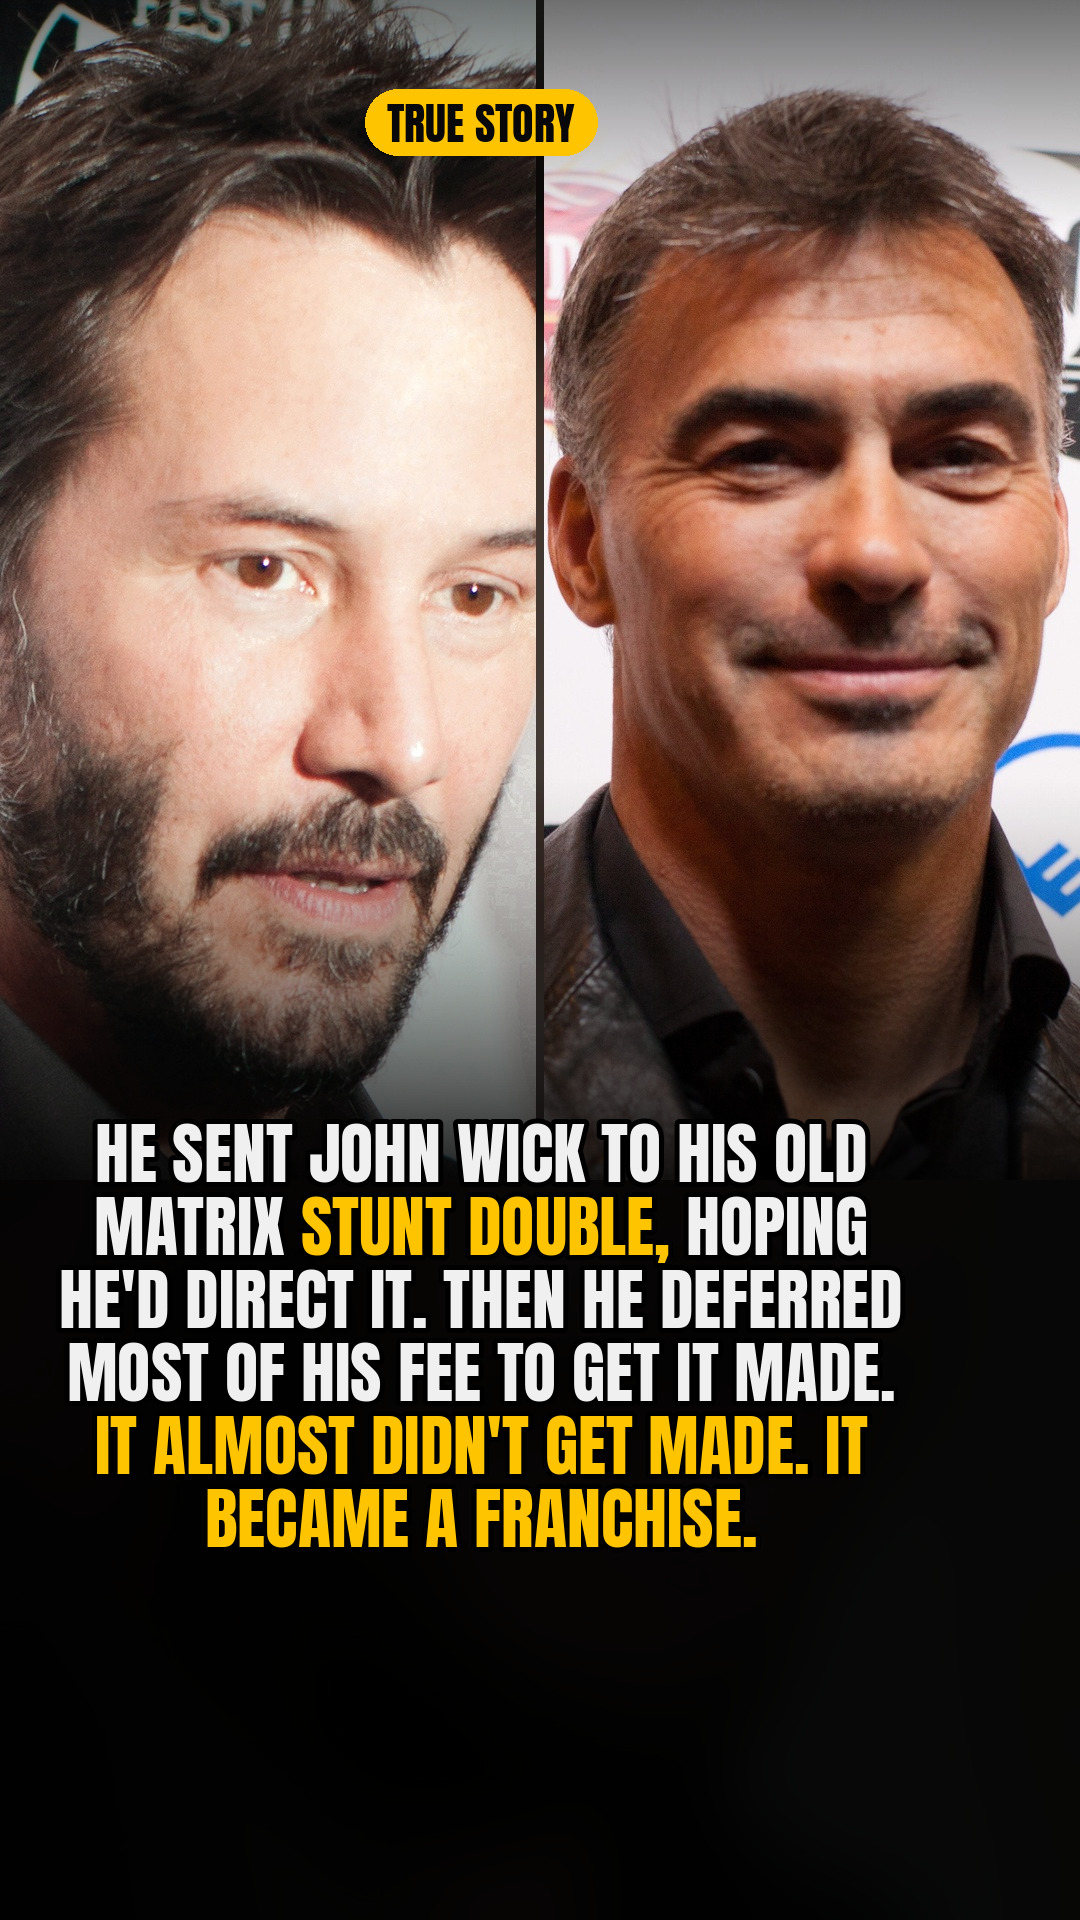 TRUE STORY
HE SENT JOHN WICK TO HIS OLD
MATRIX STUNT DOUBLE, HOPING
HE'D DIRECT IT. THEN HE DEFERRED
MOST OF HIS FEE TO GET IT MADE.
IT ALMOST DIDN'T GET MADE. IT
BECAME A FRANCHISE.